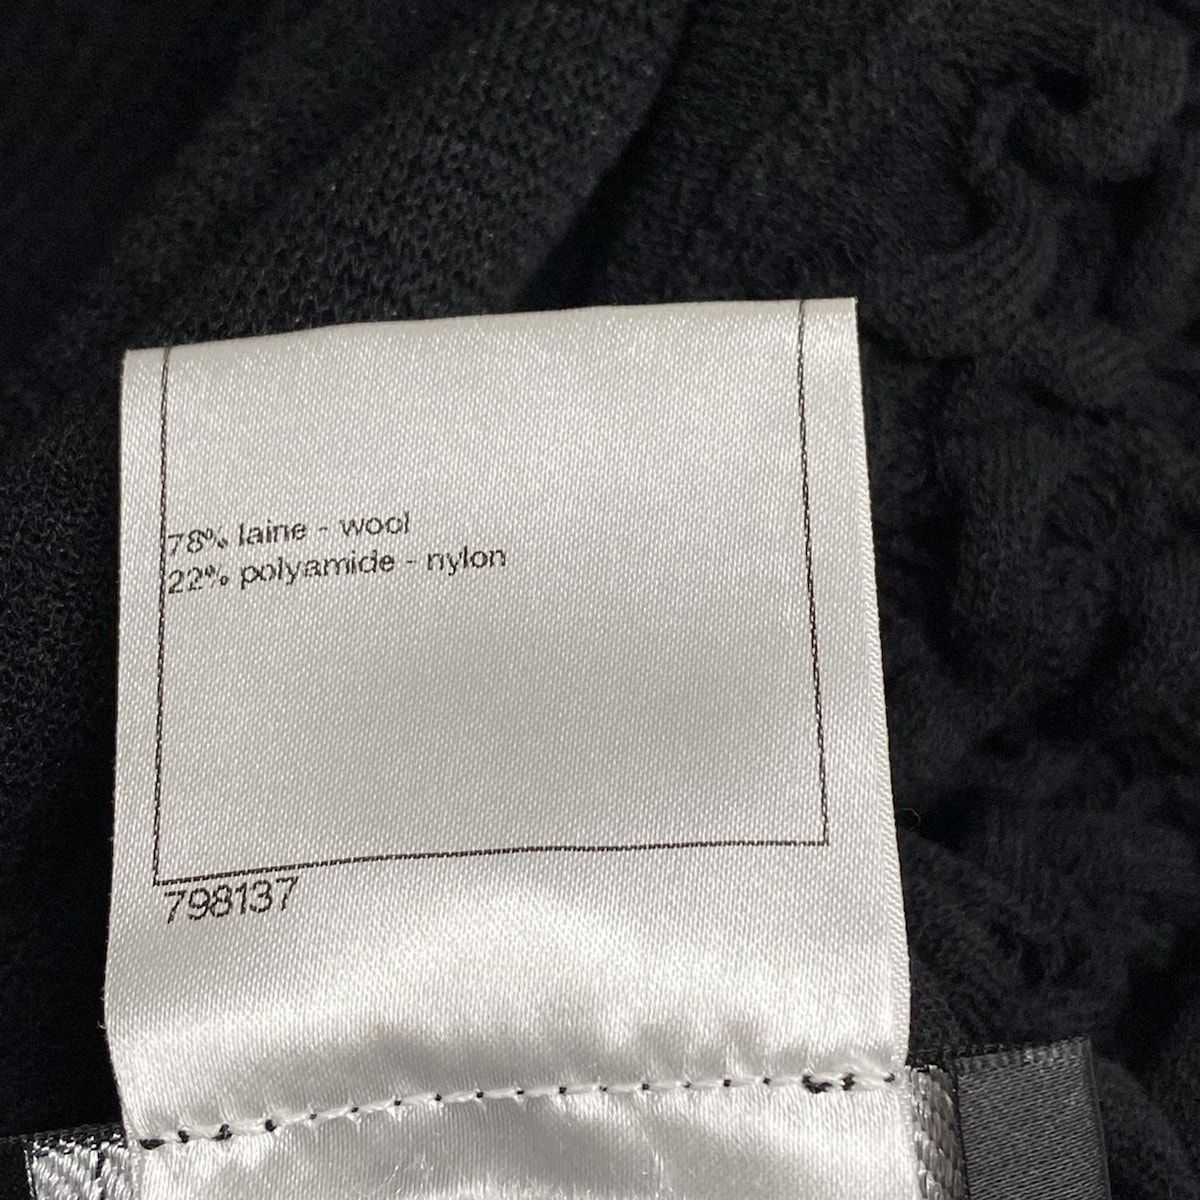 78% laine - wool
22% polyamide - nylon
798137